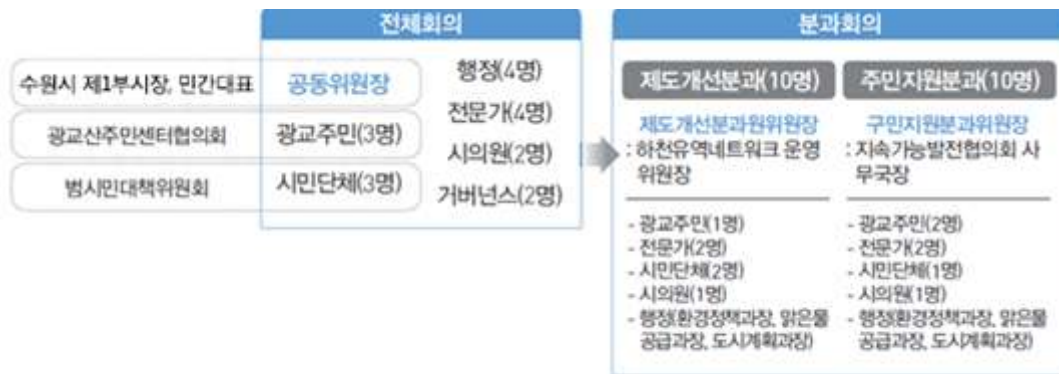 전체회의
수원시 제1부시장, 민간대표
공동위원장
광교산주민센터협의회
광교주민(3명)
범시민대책위원회
시민단체(3명)
행정(4명)
전문가(4명)
시의원(2명)
거버넌스(2명)
분과회의
제도개선분과(10명)
제도개선분과원위원장
: 하천유역네트워크 운영
위원장
- 광교주민(1명)
- 전문가(2명)
- 시민단체(2명)
- 시의원(1명)
- 행정(환경정책과장, 맑은물
공급과장, 도시계획과장)
주민지원분과(10명)
구민지원분과위원장
: 지속가능발전협의회 사
무국장
- 광교주민(2명)
- 전문가(2명)
- 시민단체(1명)
- 시의원(1명)
- 행정(환경정책과장, 맑은물
공급과장, 도시계획과장)